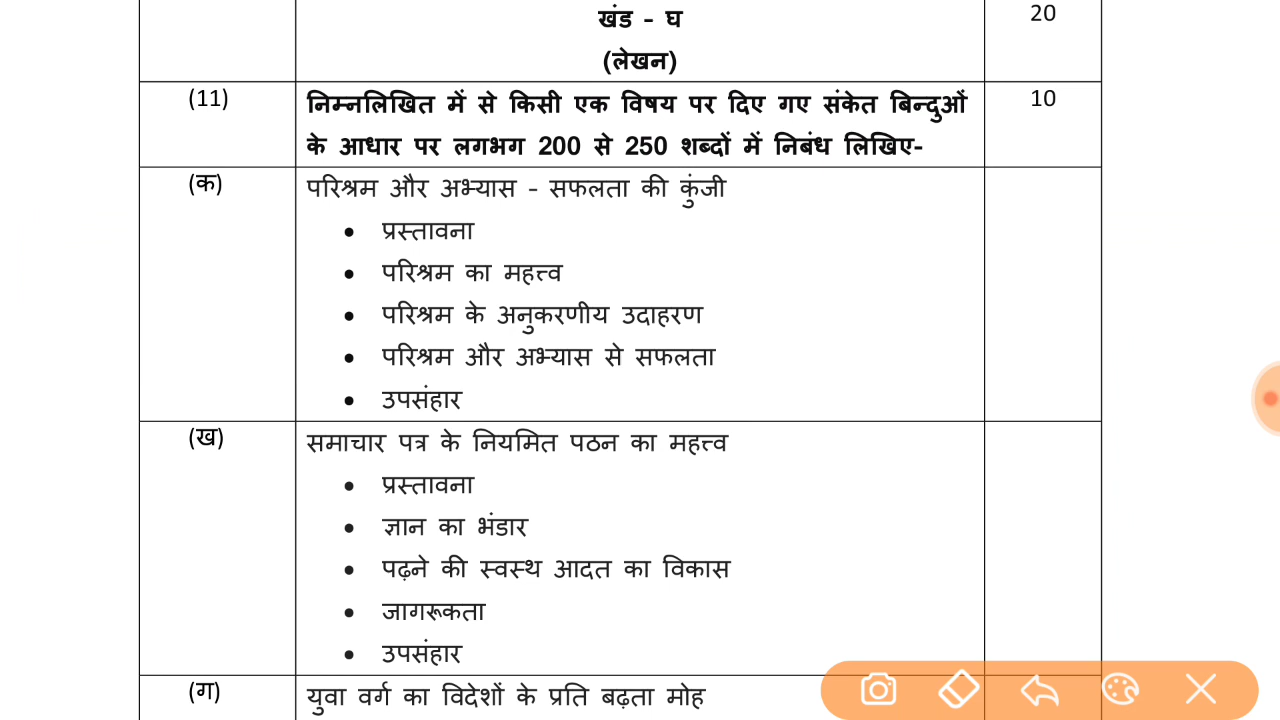 खंड - घ
20
(लेखन)
(11)
निम्नलिखित में से किसी एक विषय पर दिए गए संकेत बिन्दुओं
10
के आधार पर लगभग 200 से 250 शब्दों में निबंध लिखिए-
(क)
परिश्रम और अभ्यास - सफलता की कुंजी
• प्रस्तावना
• परिश्रम का महत्त्व
• परिश्रम के अनुकरणीय उदाहरण
• परिश्रम और अभ्यास से सफलता
• उपसंहार
(ख)
समाचार पत्र के नियमित पठन का महत्त्व
• प्रस्तावना
• ज्ञान का भंडार
• पढ़ने की स्वस्थ आदत का विकास
• जागरूकता
• उपसंहार
(ग)
युवा वर्ग का विदेशों के प्रति बढ़ता मोह